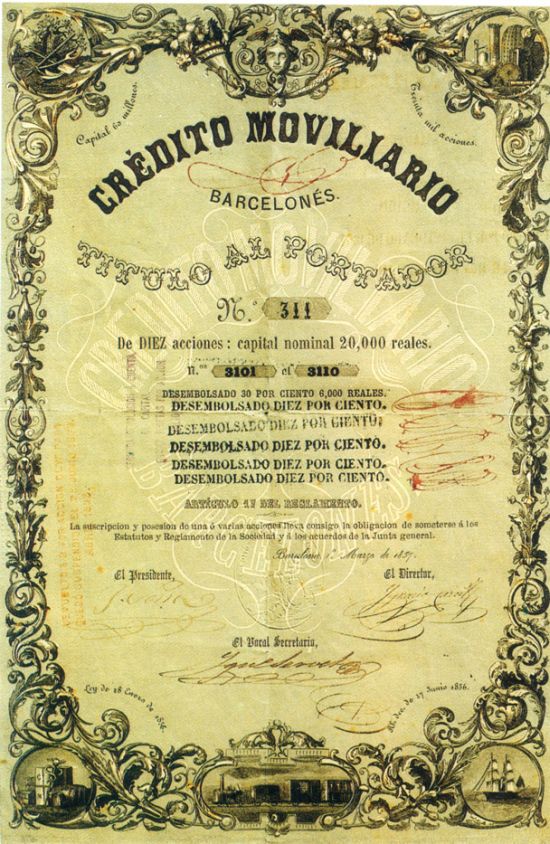 Capital 60 millones.
Treinta mil acciones.
CRÉDITO MOVILIARIO
BARCELONÉS.
TITULO AL PORTADOR
N.º 311
De DIEZ acciones: capital nominal 20,000 reales.
n.os 3101 al 3110
DESEMBOLSADO 30 POR CIENTO 6,000 REALES.
DESEMBOLSADO DIEZ POR CIENTO.
DESEMBOLSADO DIEZ POR CIENTO.
DESEMBOLSADO DIEZ POR CIENTO.
DESEMBOLSADO DIEZ POR CIENTO.
DESEMBOLSADO DIEZ POR CIENTO.
ARTÍCULO 17 DEL REGLAMENTO.
La suscripcion y posesion de una ó varias acciones lleva consigo la obligacion de someterse á los
Estatutos y Reglamento de la Sociedad y á los acuerdos de la Junta general.
Barcelona 1.º Marzo de 1857.
El Presidente,
El Director,
El Vocal Secretario,
Ley de 28 Enero de 1856.
Rl. dec. de 17 Junio 1856.